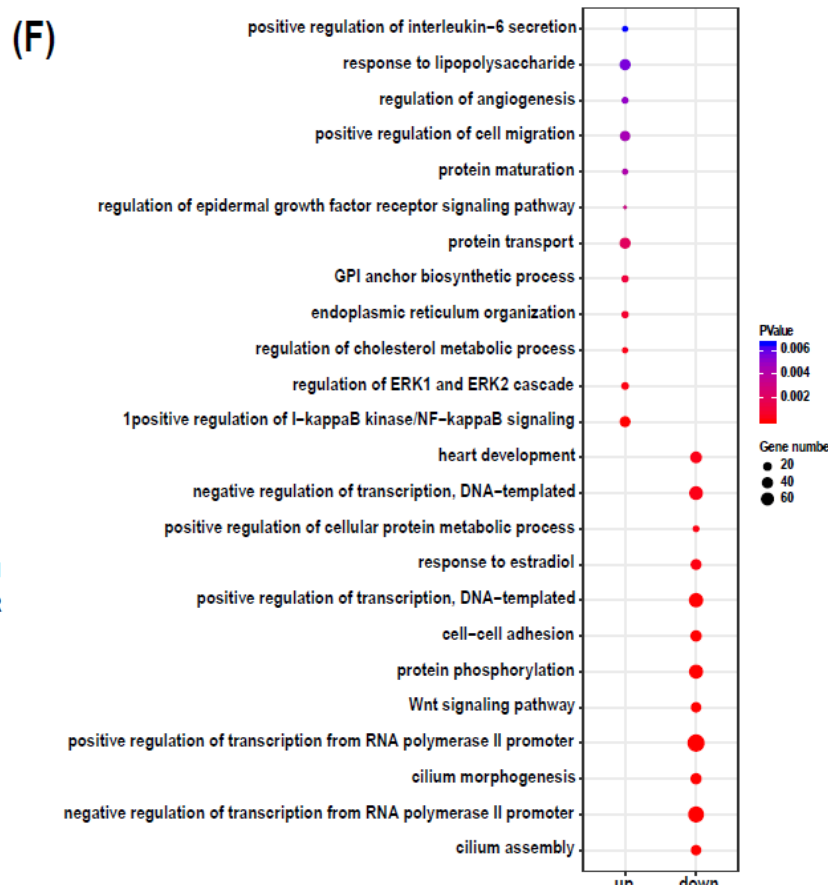 (F)
positive regulation of interleukin−6 secretion
response to lipopolysaccharide
regulation of angiogenesis
positive regulation of cell migration
protein maturation
regulation of epidermal growth factor receptor signaling pathway
protein transport
GPI anchor biosynthetic process
endoplasmic reticulum organization
regulation of cholesterol metabolic process
regulation of ERK1 and ERK2 cascade
1positive regulation of I−kappaB kinase/NF−kappaB signaling
heart development
negative regulation of transcription, DNA−templated
positive regulation of cellular protein metabolic process
response to estradiol
positive regulation of transcription, DNA−templated
cell−cell adhesion
protein phosphorylation
Wnt signaling pathway
positive regulation of transcription from RNA polymerase II promoter
cilium morphogenesis
negative regulation of transcription from RNA polymerase II promoter
cilium assembly
up down
PValue
0.006
0.004
0.002
Gene number
20
40
60